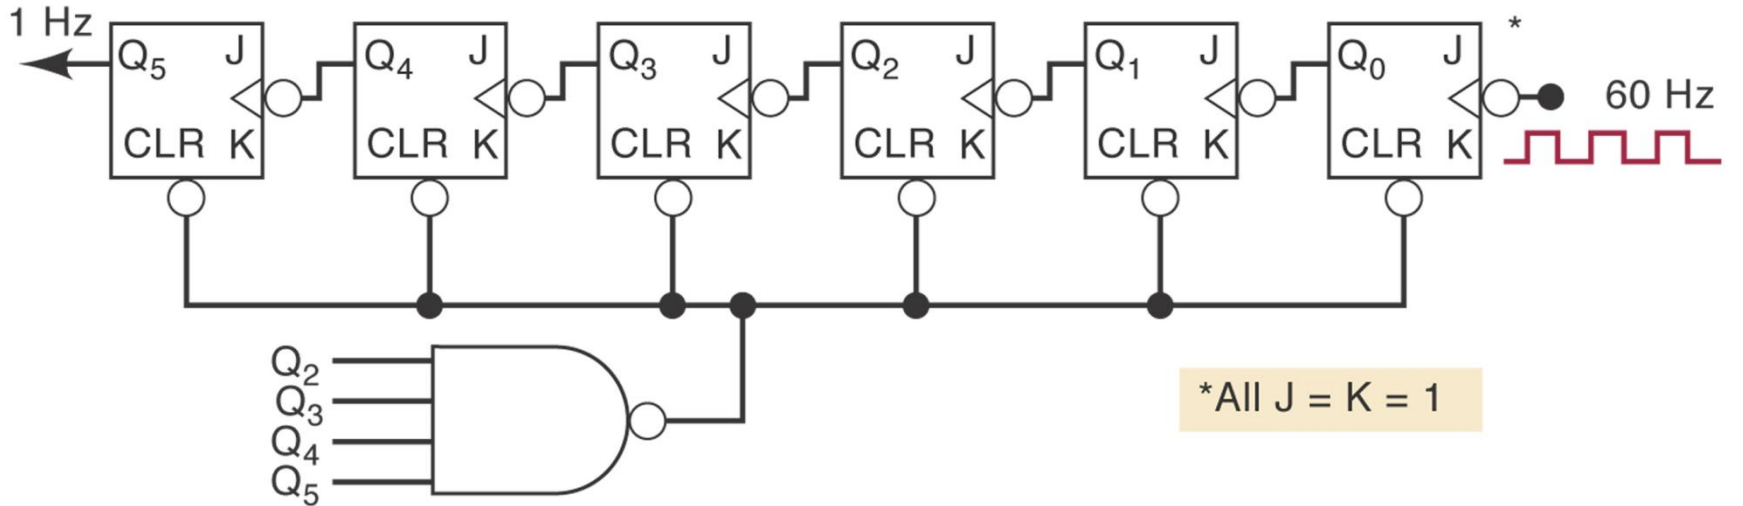 1 Hz
Q5 J Q4 J Q3 J Q2 J Q1 J Q0 J *
60 Hz
CLR K CLR K CLR K CLR K CLR K CLR K
Q2
Q3
Q4
Q5
*All J = K = 1